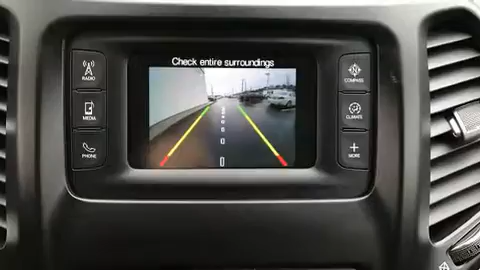 Check entire surroundings
RADIO
MEDIA
PHONE
COMPASS
CLIMATE
MORE